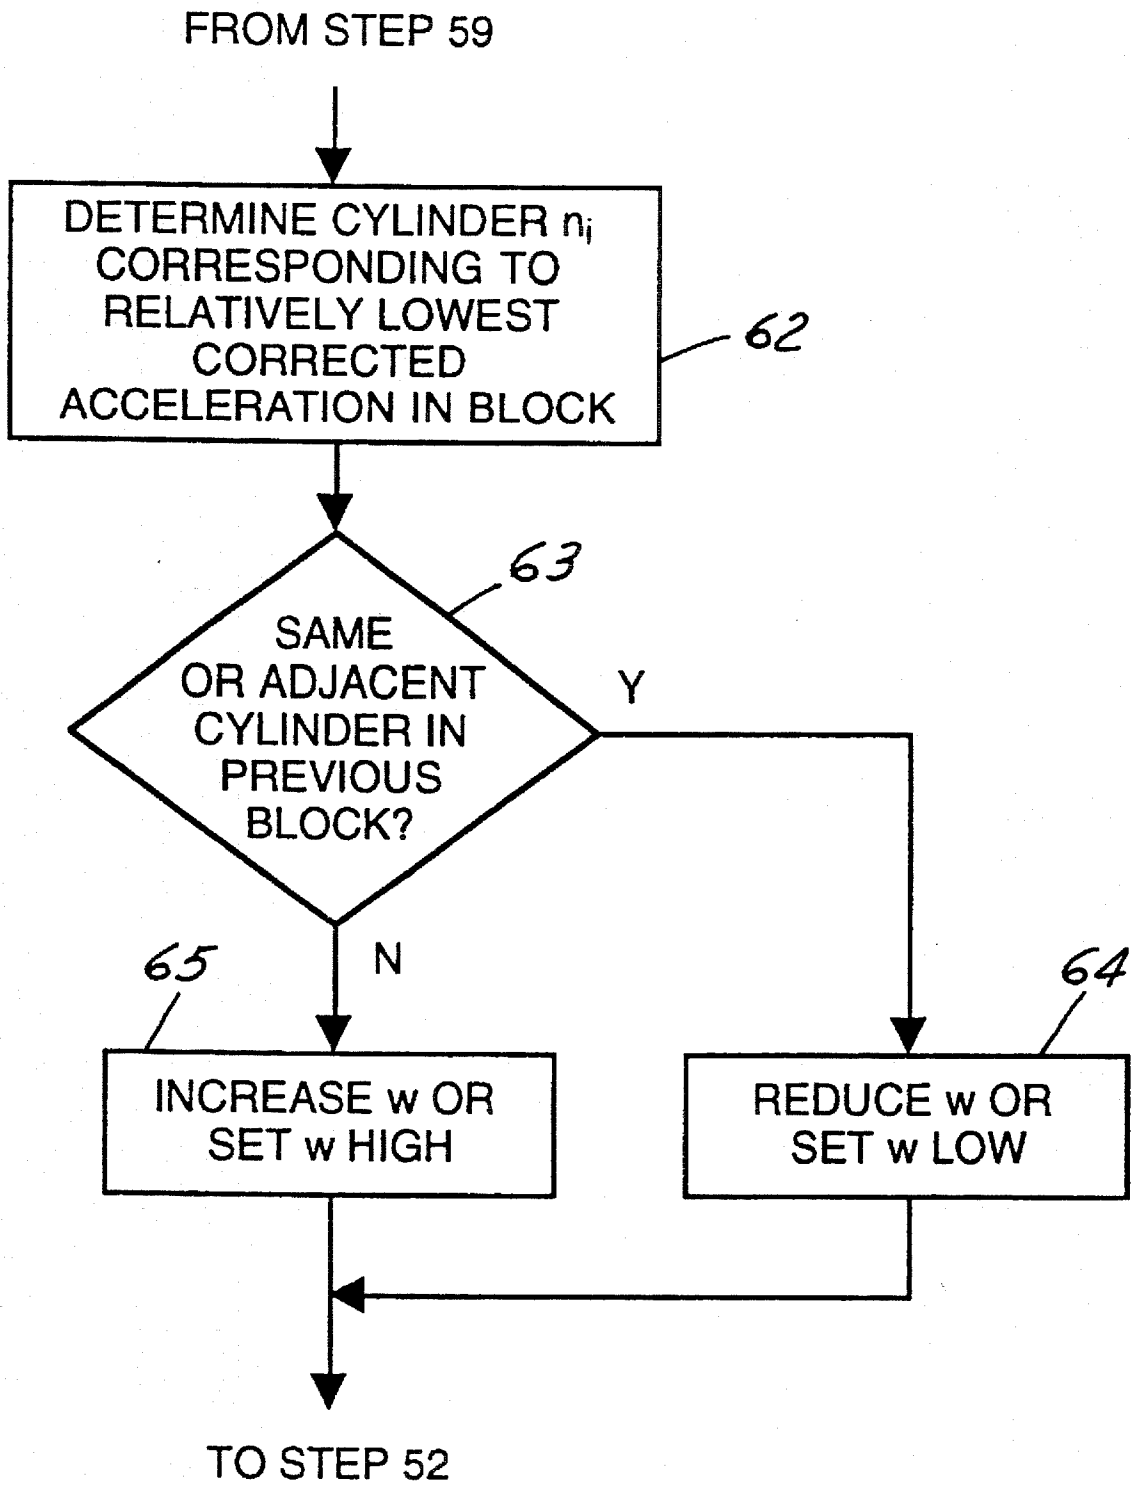 FROM STEP 59
DETERMINE CYLINDER ni
CORRESPONDING TO
RELATIVELY LOWEST
CORRECTED
ACCELERATION IN BLOCK
62
63
SAME
OR ADJACENT
CYLINDER IN
PREVIOUS
BLOCK?
Y
N
65
64
INCREASE w OR
SET w HIGH
REDUCE w OR
SET w LOW
TO STEP 52